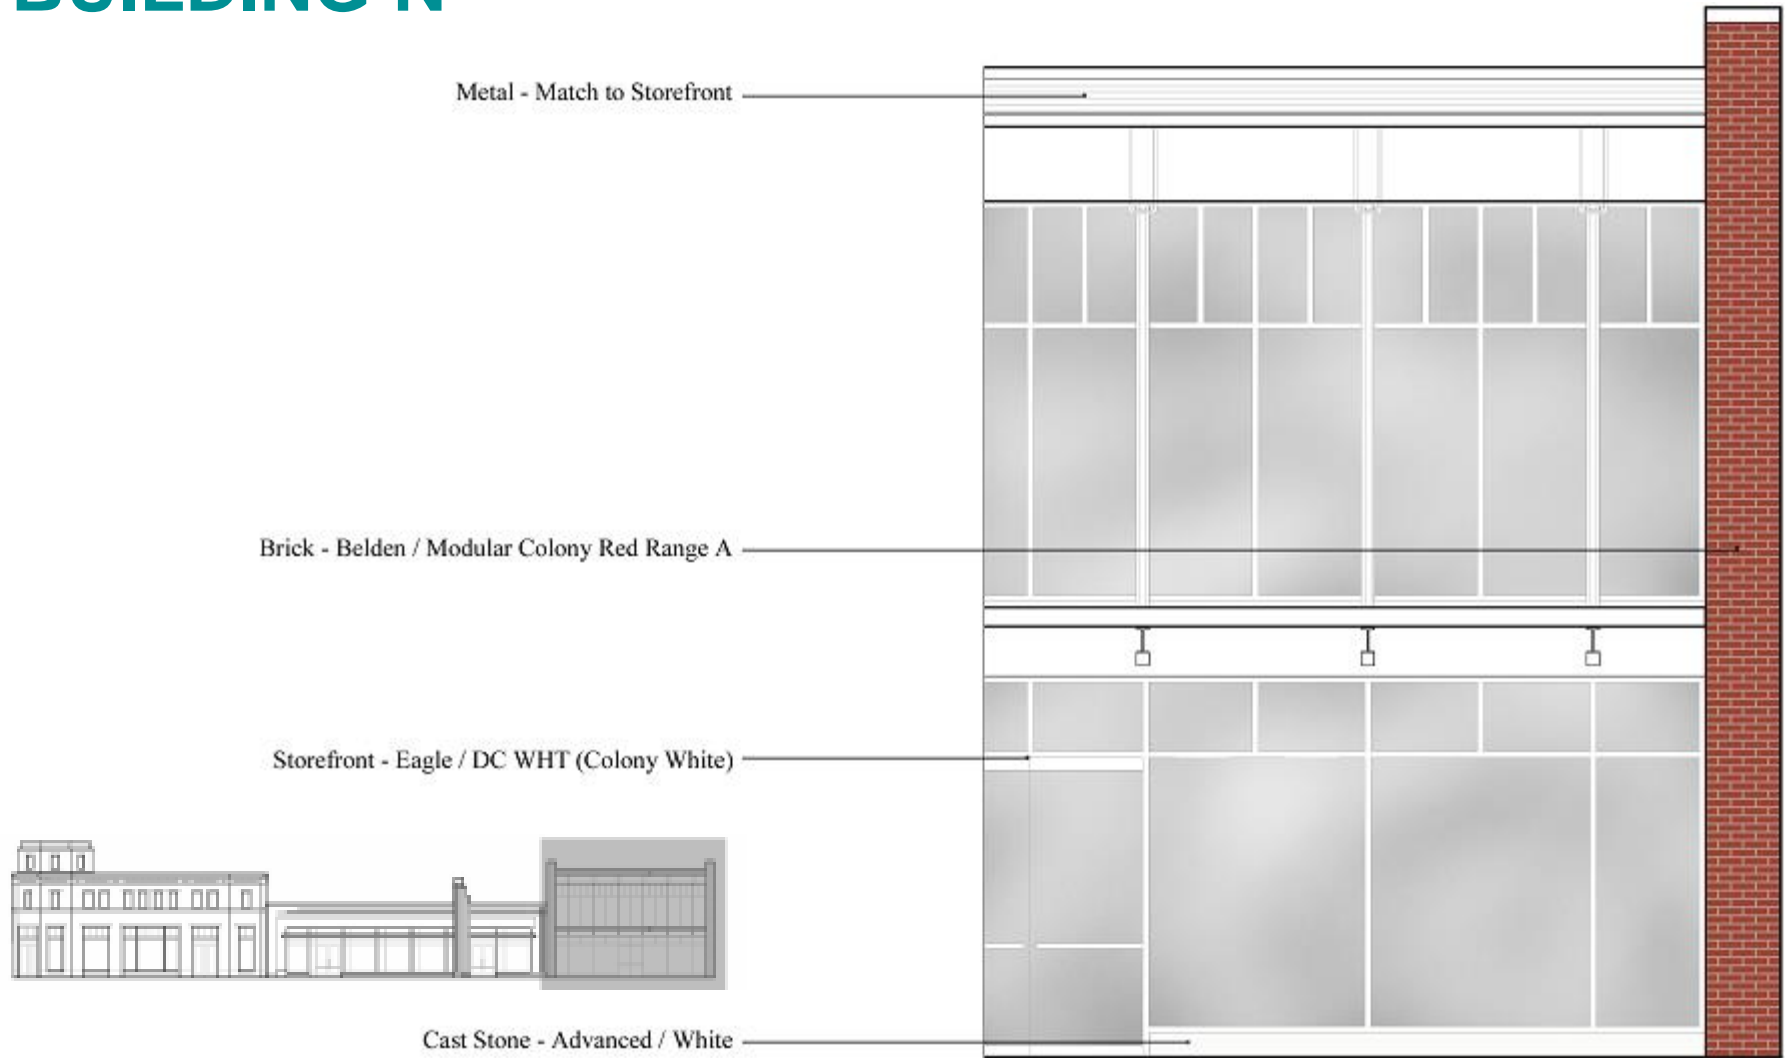 BUILDING N
Metal - Match to Storefront
Brick - Belden / Modular Colony Red Range A
Storefront - Eagle / DC WHT (Colony White)
Cast Stone - Advanced / White